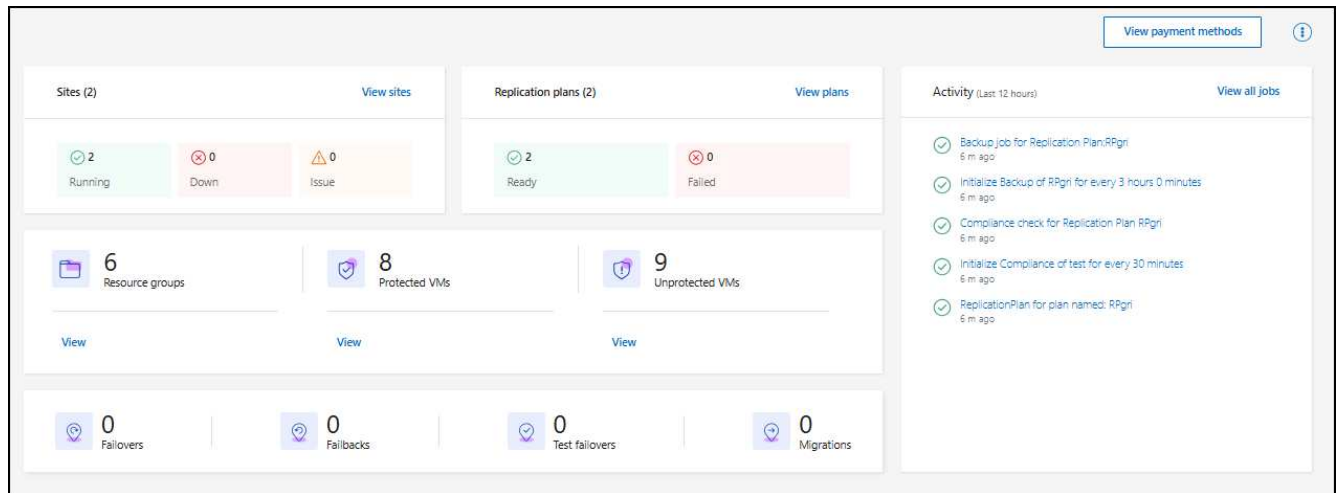 View payment methods
Sites (2) View sites
2 Running
0 Down
0 Issue
Replication plans (2) View plans
2 Ready
0 Failed
6 Resource groups
View
8 Protected VMs
View
9 Unprotected VMs
View
0 Failovers
0 Failbacks
0 Test failovers
0 Migrations
Activity (Last 12 hours) View all jobs
Backup job for Replication Plan:RPgri
6 m ago
Initialize Backup of RPgri for every 3 hours 0 minutes
6 m ago
Compliance check for Replication Plan RPgri
6 m ago
Initialize Compliance of test for every 30 minutes
6 m ago
ReplicationPlan for plan named: RPgri
6 m ago